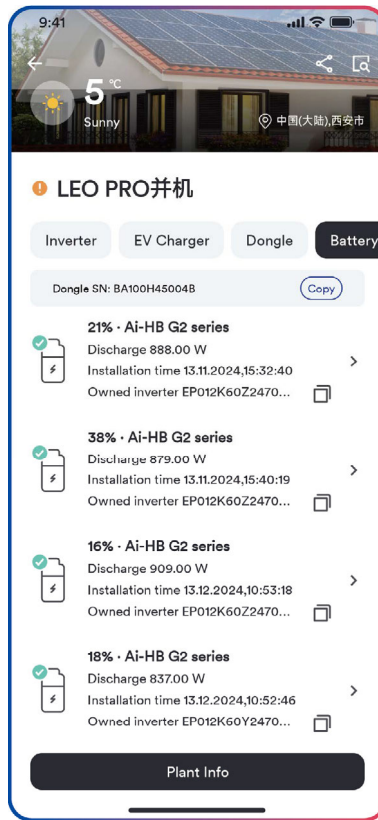 9:41
5 °C
Sunny
中国(大陆),西安市
LEO PRO并机
Inverter EV Charger Dongle Battery
Dongle SN: BA100H45004B Copy
21% · Ai-HB G2 series
Discharge 888.00 W
Installation time 13.11.2024,15:32:40
Owned inverter EP012K60Z2470...
38% · Ai-HB G2 series
Discharge 879.00 W
Installation time 13.11.2024,15:40:19
Owned inverter EP012K60Z2470...
16% · Ai-HB G2 series
Discharge 909.00 W
Installation time 13.12.2024,10:53:18
Owned inverter EP012K60Z2470...
18% · Ai-HB G2 series
Discharge 837.00 W
Installation time 13.12.2024,10:52:46
Owned inverter EP012K60Y2470...
Plant Info